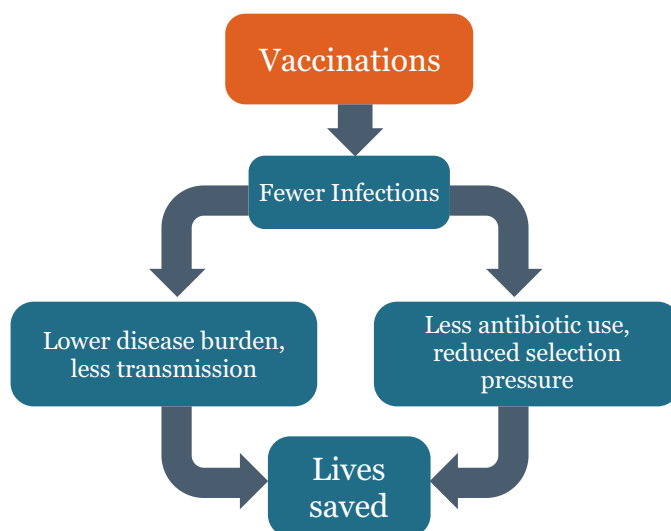 Vaccinations
Fewer Infections
Lower disease burden,
less transmission
Less antibiotic use,
reduced selection
pressure
Lives
saved